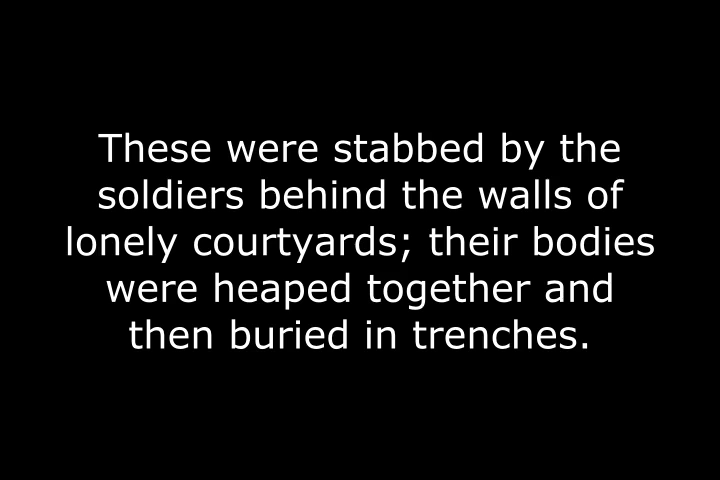 These were stabbed by the
soldiers behind the walls of
lonely courtyards; their bodies
were heaped together and
then buried in trenches.